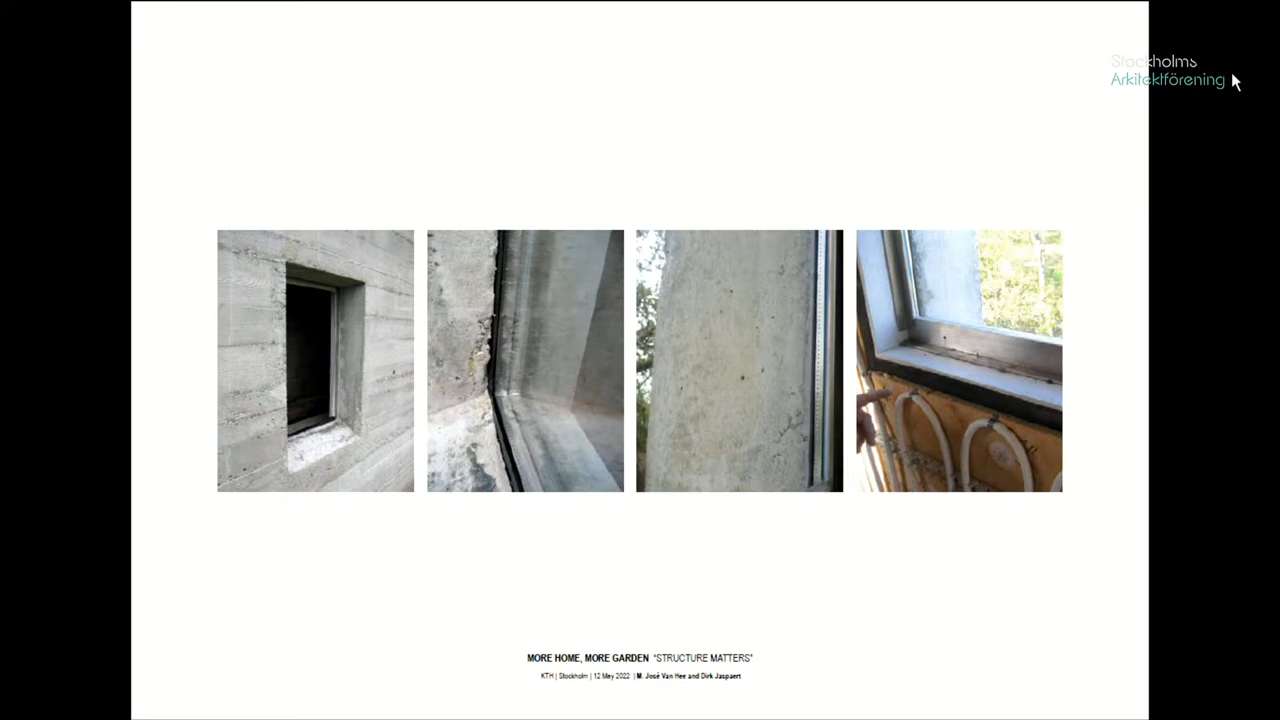 Stockholms
Arkitektförening
MORE HOME, MORE GARDEN "STRUCTURE MATTERS"
KTH | Stockholm | 12 May 2022 | M. José Van Hee and Dirk Jaspaert